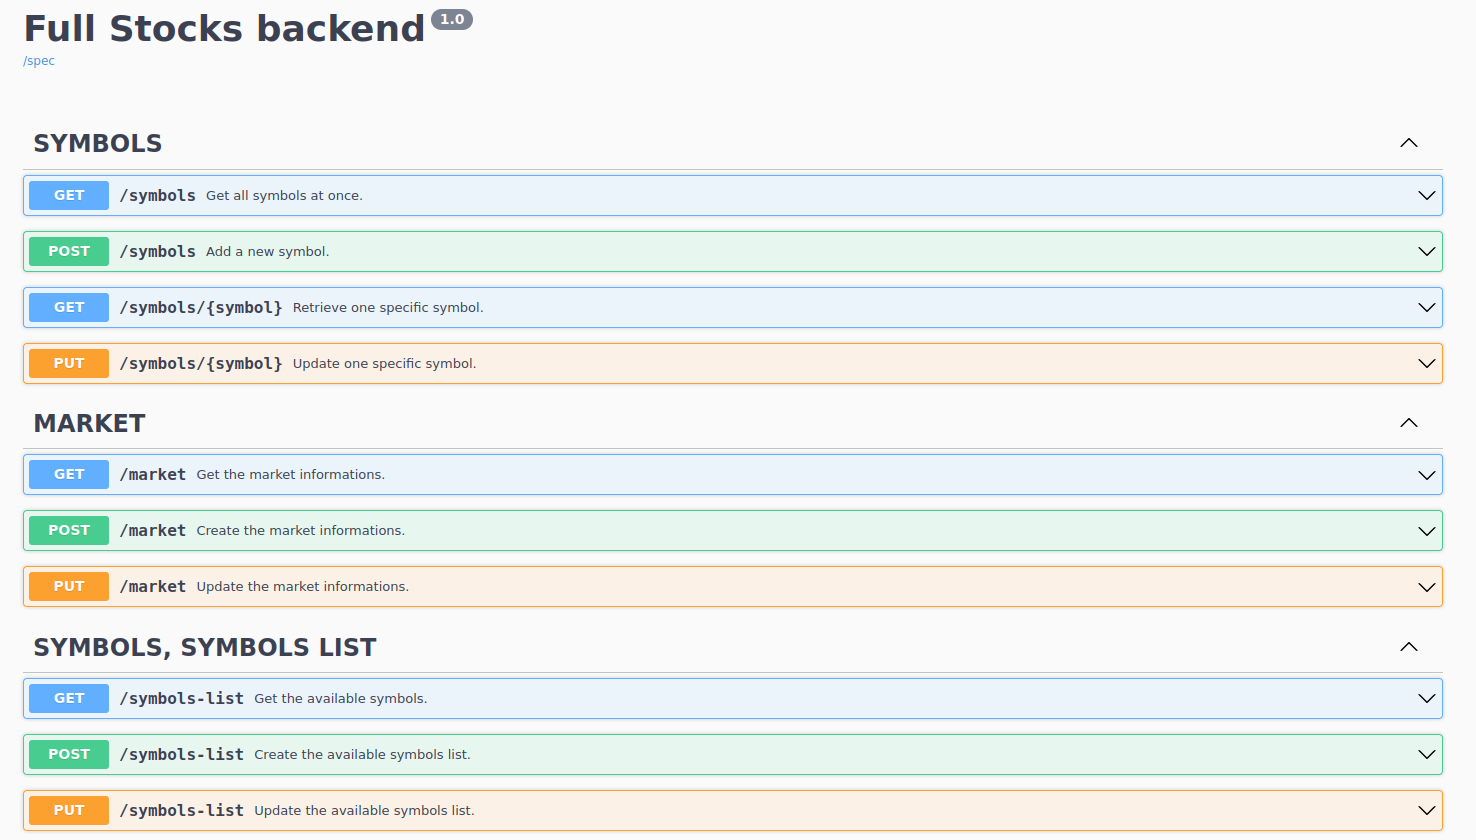 Full Stocks backend 1.0
/spec
SYMBOLS
GET /symbols Get all symbols at once.
POST /symbols Add a new symbol.
GET /symbols/{symbol} Retrieve one specific symbol.
PUT /symbols/{symbol} Update one specific symbol.
MARKET
GET /market Get the market informations.
POST /market Create the market informations.
PUT /market Update the market informations.
SYMBOLS, SYMBOLS LIST
GET /symbols-list Get the available symbols.
POST /symbols-list Create the available symbols list.
PUT /symbols-list Update the available symbols list.